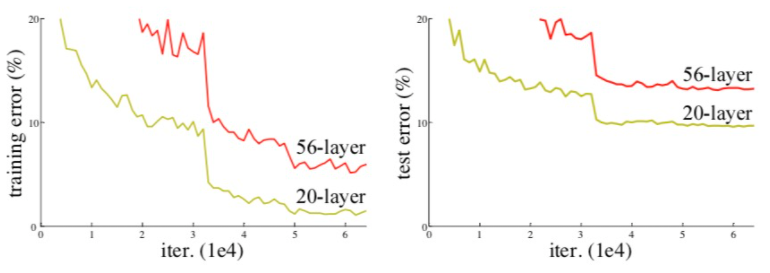 20
10
0
training error (%)
0 1 2 3 4 5 6
iter. (1e4)
56-layer
20-layer
20
10
0
test error (%)
0 1 2 3 4 5 6
iter. (1e4)
56-layer
20-layer